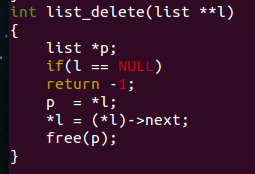 int list_delete(list **l)
{
list *p;
if(l == NULL)
return -1;
p  = *l;
*l = (*l)->next;
free(p);
}